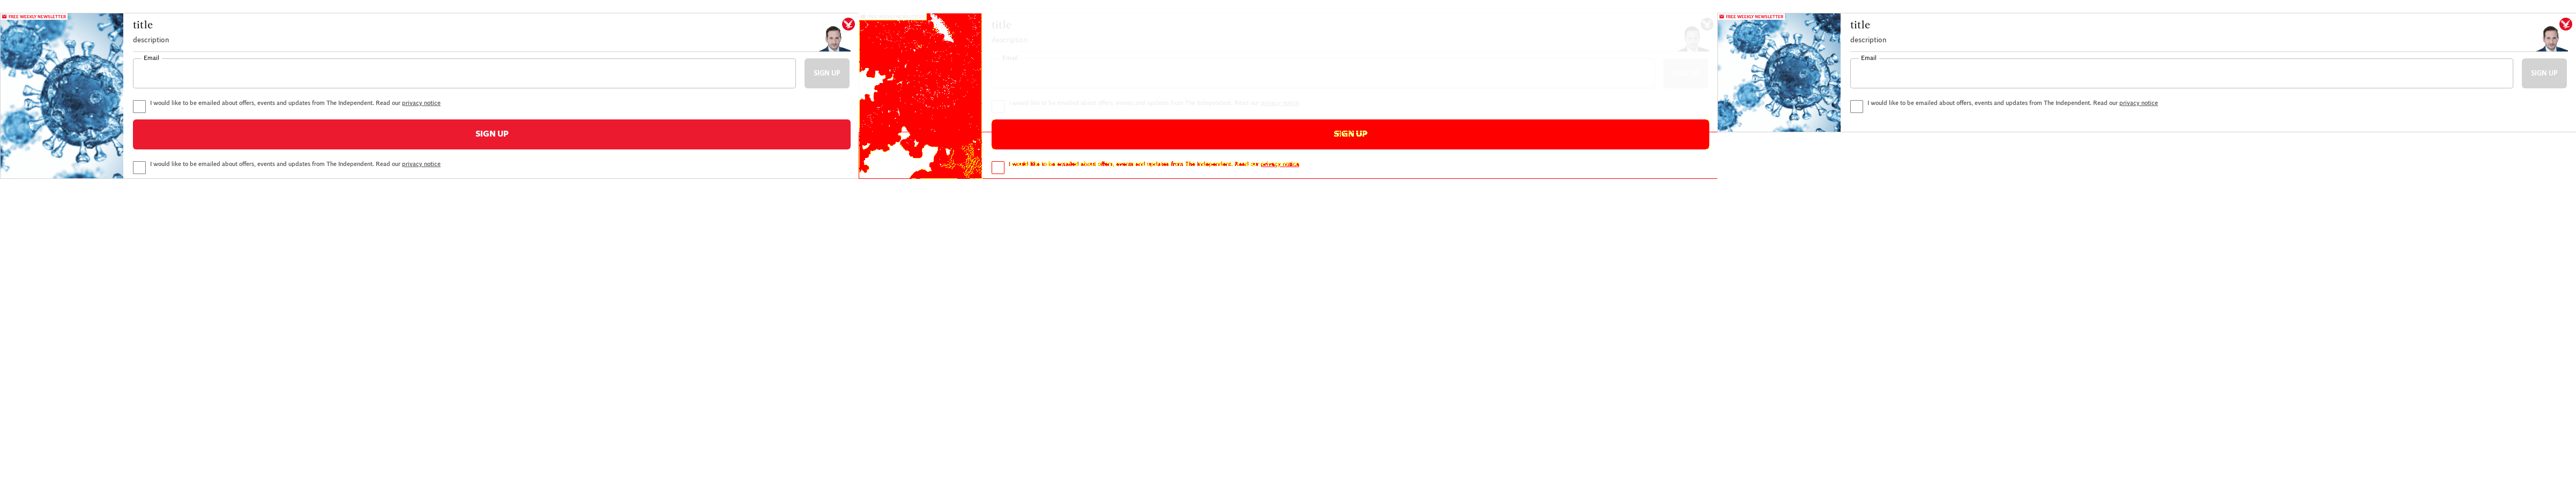 FREE WEEKLY NEWSLETTER
title
description
Email
SIGN UP
I would like to be emailed about offers, events and updates from The Independent. Read our privacy notice
SIGN UP
I would like to be emailed about offers, events and updates from The Independent. Read our privacy notice
title
description
Email
I would like to be emailed about offers, events and updates from The Independent. Read our privacy notice
SIGN UP
I would like to be emailed about offers, events and updates from The Independent. Read our privacy notice
FREE WEEKLY NEWSLETTER
title
description
Email
SIGN UP
I would like to be emailed about offers, events and updates from The Independent. Read our privacy notice